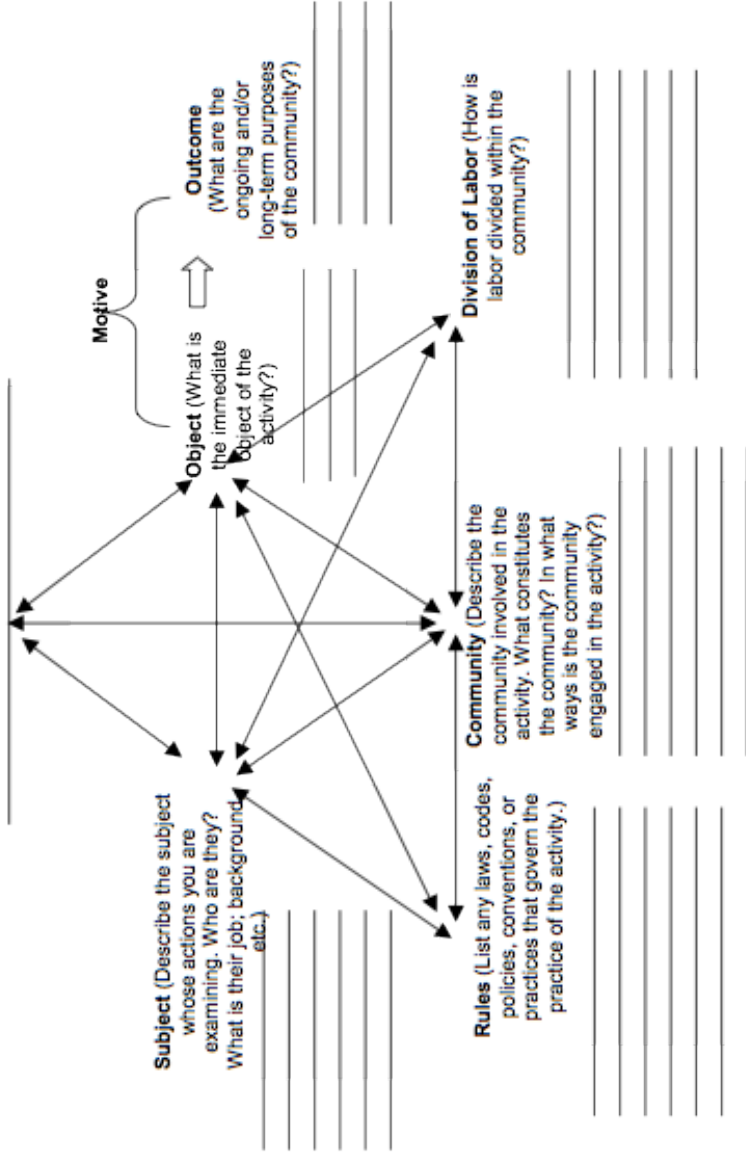 Motive
Subject (Describe the subject
whose actions you are
examining. Who are they?
What is their job; background
etc.)
Object (What is
the immediate
object of the
activity?)
Outcome
(What are the
ongoing and/or
long-term purposes
of the community?)
Rules (List any laws, codes,
policies, conventions, or
practices that govern the
practice of the activity.)
Community (Describe the
community involved in the
activity. What constitutes
the community? In what
ways is the community
engaged in the activity?)
Division of Labor (How is
labor divided within the
community?)